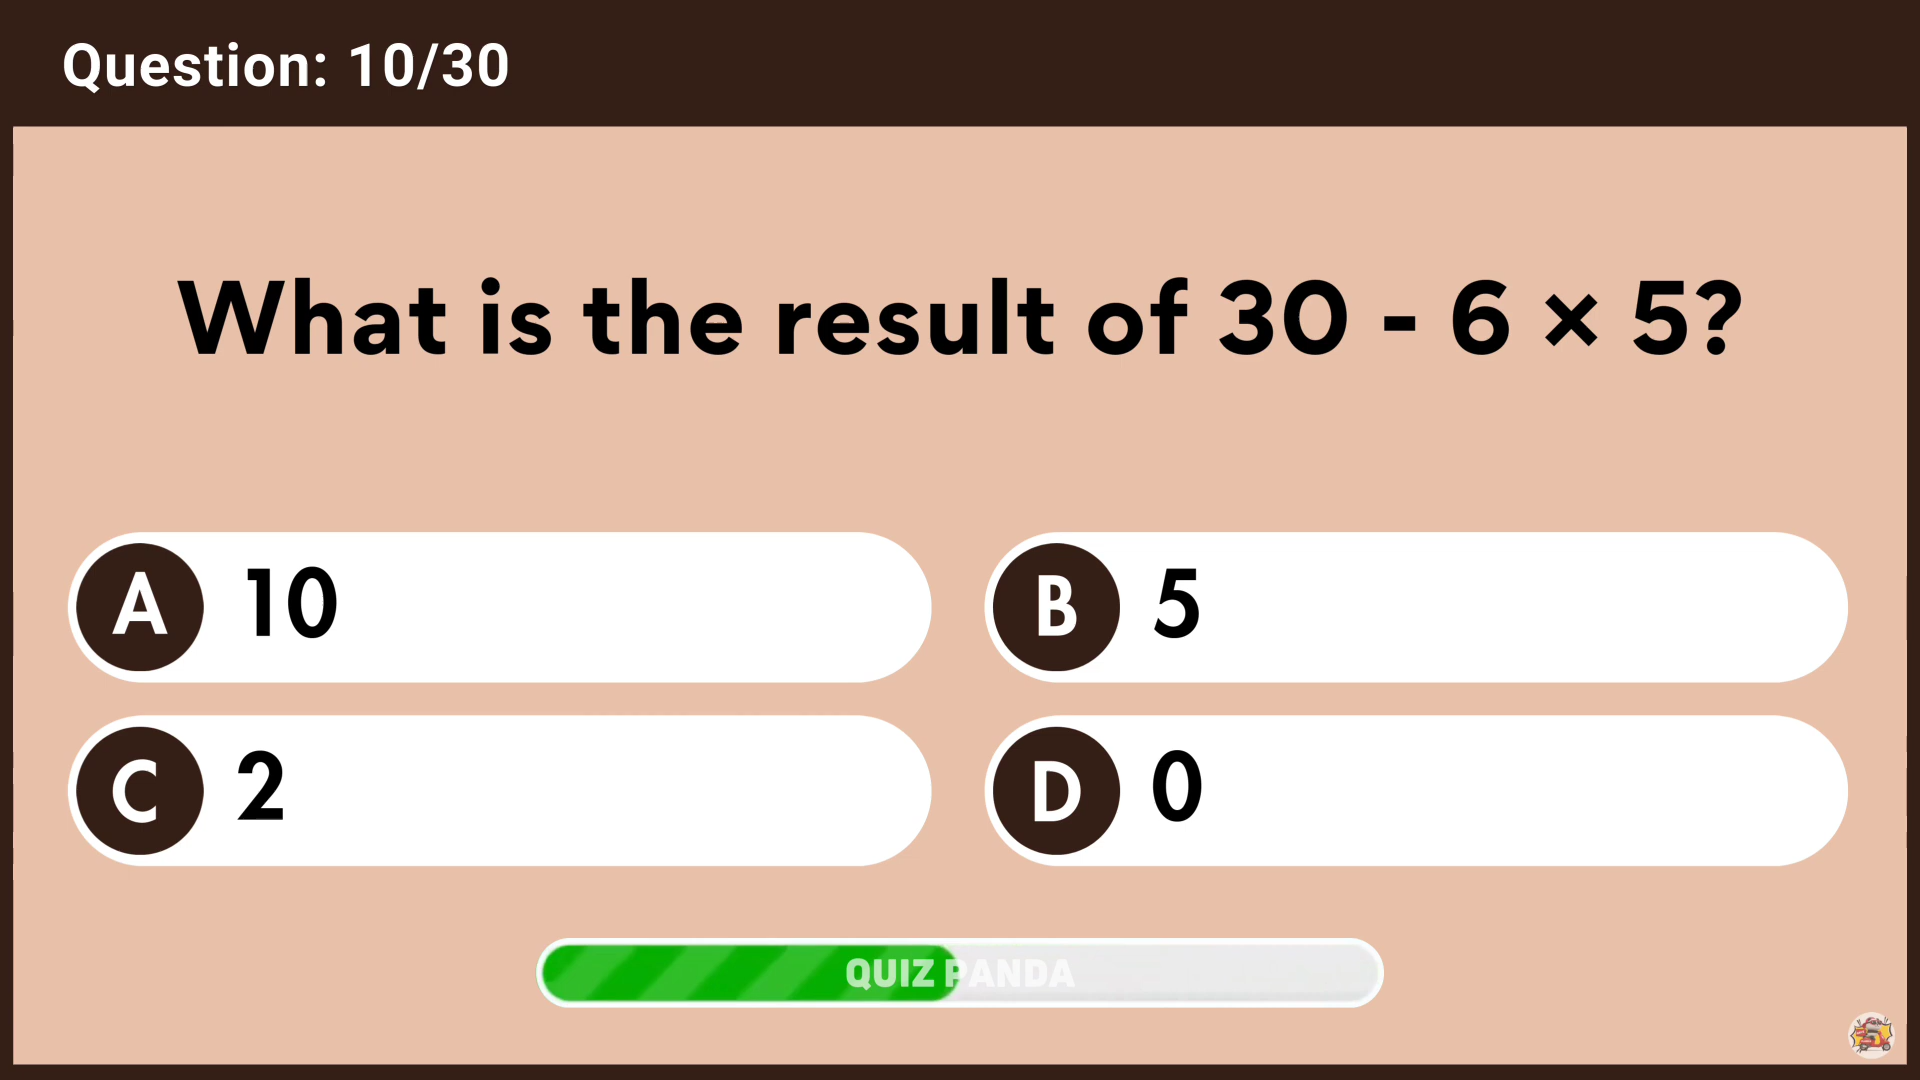 Question: 10/30
What is the result of 30 - 6 × 5?
A 10
B 5
C 2
D 0
QUIZ PANDA